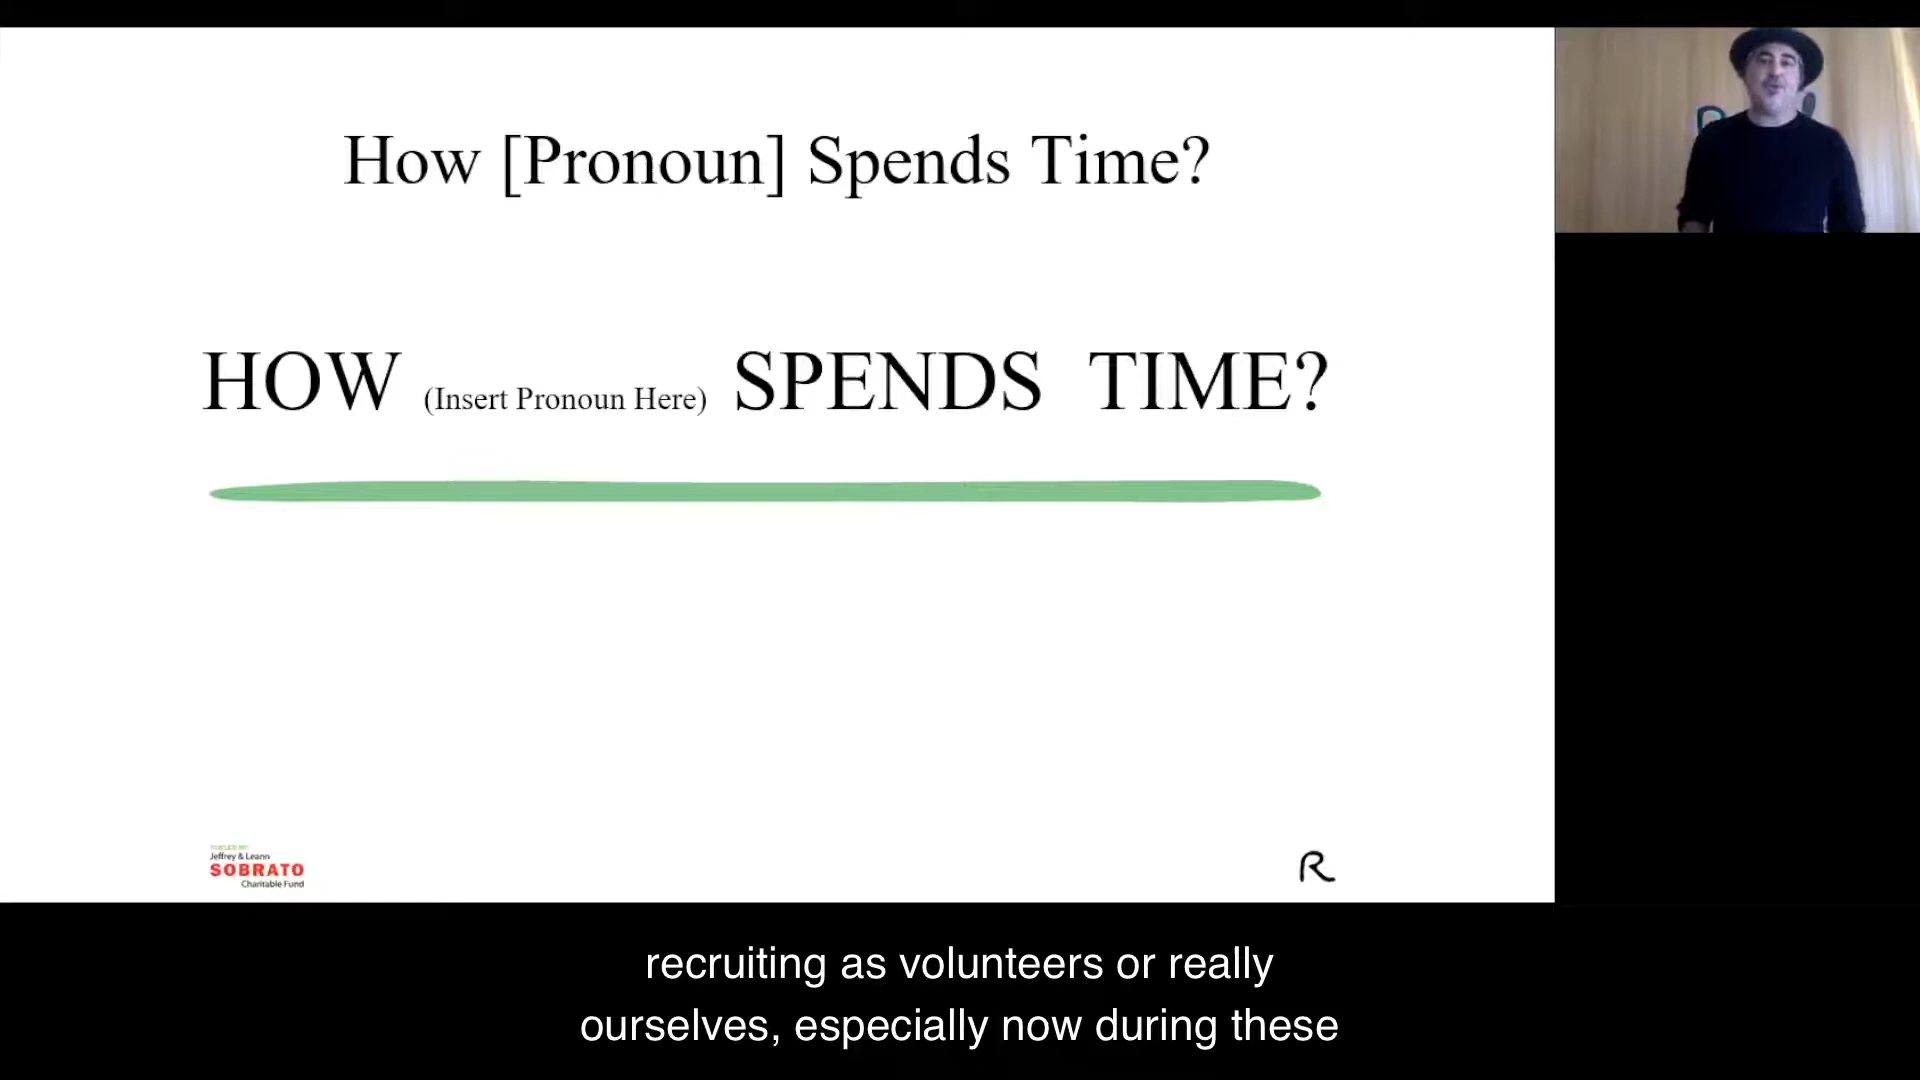 How [Pronoun] Spends Time?
HOW (Insert Pronoun Here) SPENDS TIME?
Jeffrey & Leann
SOBRATO
Charitable Fund
R
recruiting as volunteers or really
ourselves, especially now during these